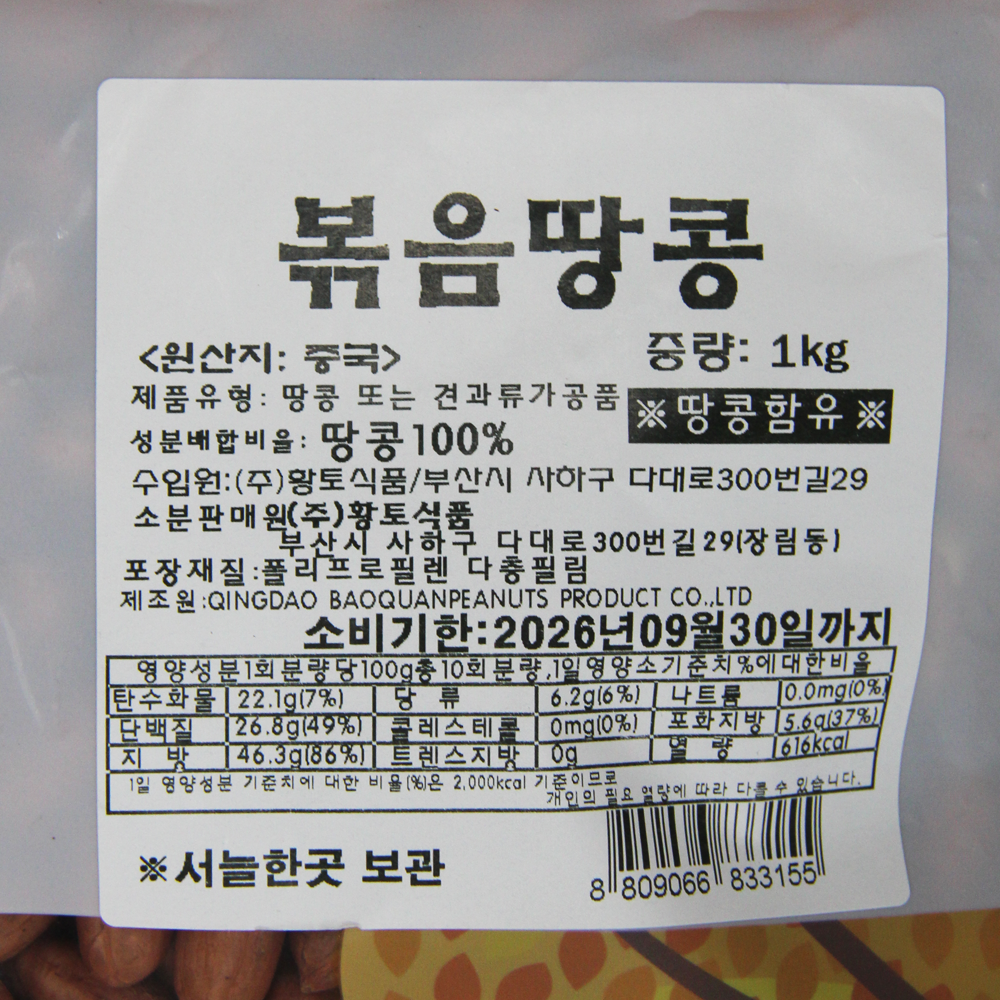 볶음땅콩
<원산지: 중국>
중량: 1kg
제품유형: 땅콩 또는 견과류가공품
※땅콩함유※
성분배합비율: 땅콩100%
수입원:(주)황토식품/부산시 사하구 다대로300번길29
소분판매원(주)황토식품
부산시 사하구 다대로300번길29(장림동)
포장재질:폴리프로필렌 다층필림
제조원:QINGDAO BAOQUANPEANUTS PRODUCT CO.,LTD
소비기한:2026년09월30일까지
영양성분1회분량당100g총10회분량,1일영양소기준치%에대한비율
탄수화물 22.1g(7%) 당 류 6.2g(6%) 나트륨 0.0mg(0%)
단백질 26.8g(49%) 콜레스테롤 0mg(0%) 포화지방 5.6g(37%)
지 방 46.3g(86%) 트렌스지방 0g 열 량 616kcal
1일 영양성분 기준치에 대한 비율(%)은 2,000kcal 기준이므로
개인의 필요 열량에 따라 다를 수 있습니다.
※서늘한곳 보관
8 809066 833155